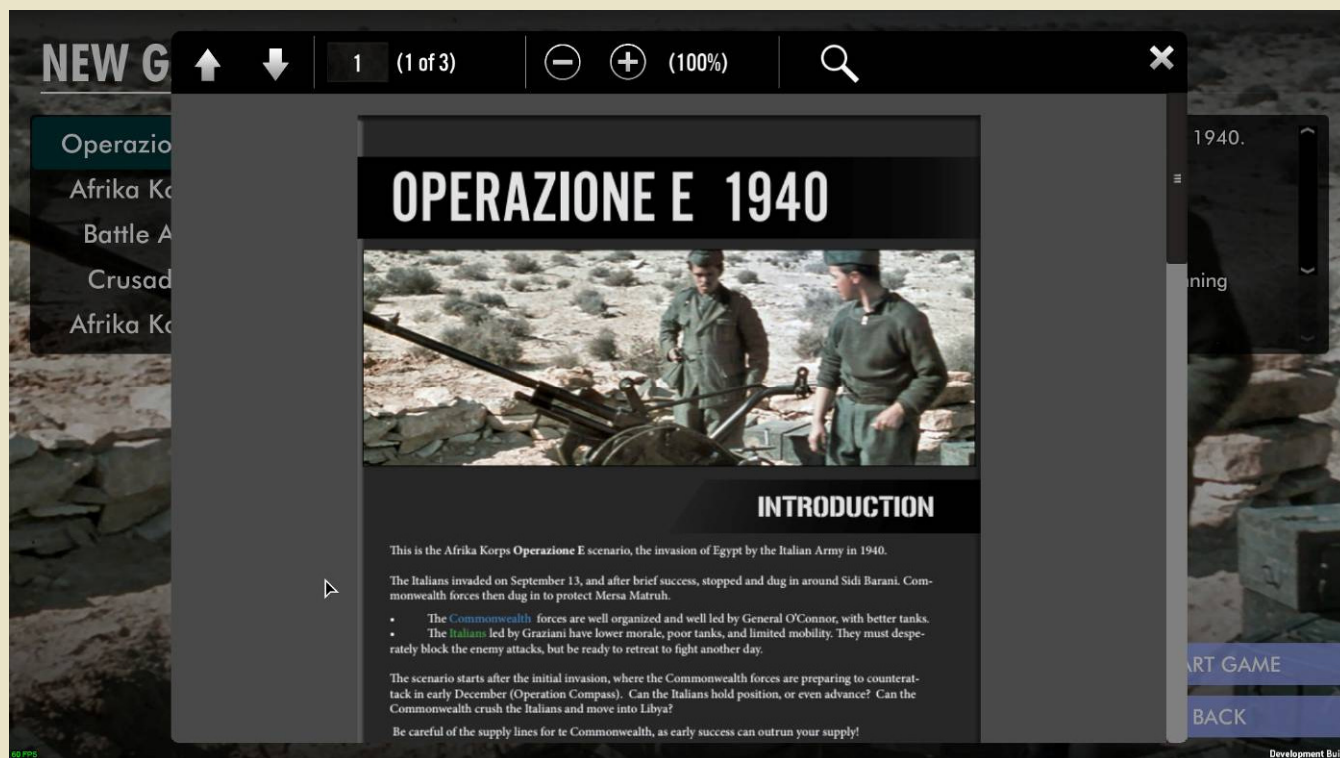 NEW G
1 (1 of 3) (100%)
Operazio
Afrika Ko
Battle A
Crusad
Afrika Ko
1940.
nning
OPERAZIONE E 1940
INTRODUCTION
This is the Afrika Korps Operazione E scenario, the invasion of Egypt by the Italian Army in 1940.
The Italians invaded on September 13, and after brief success, stopped and dug in around Sidi Barani. Com-
monwealth forces then dug in to protect Mersa Matruh.
• The Commonwealth forces are well organized and well led by General O'Connor, with better tanks.
• The Italians led by Graziani have lower morale, poor tanks, and limited mobility. They must despe-
rately block the enemy attacks, but be ready to retreat to fight another day.
The scenario starts after the initial invasion, where the Commonwealth forces are preparing to counterat-
tack in early December (Operation Compass). Can the Italians hold position, or even advance? Can the
Commonwealth crush the Italians and move into Libya?
Be careful of the supply lines for te Commonwealth, as early success can outrun your supply!
ART GAME
BACK
60 FPS
Development Bui